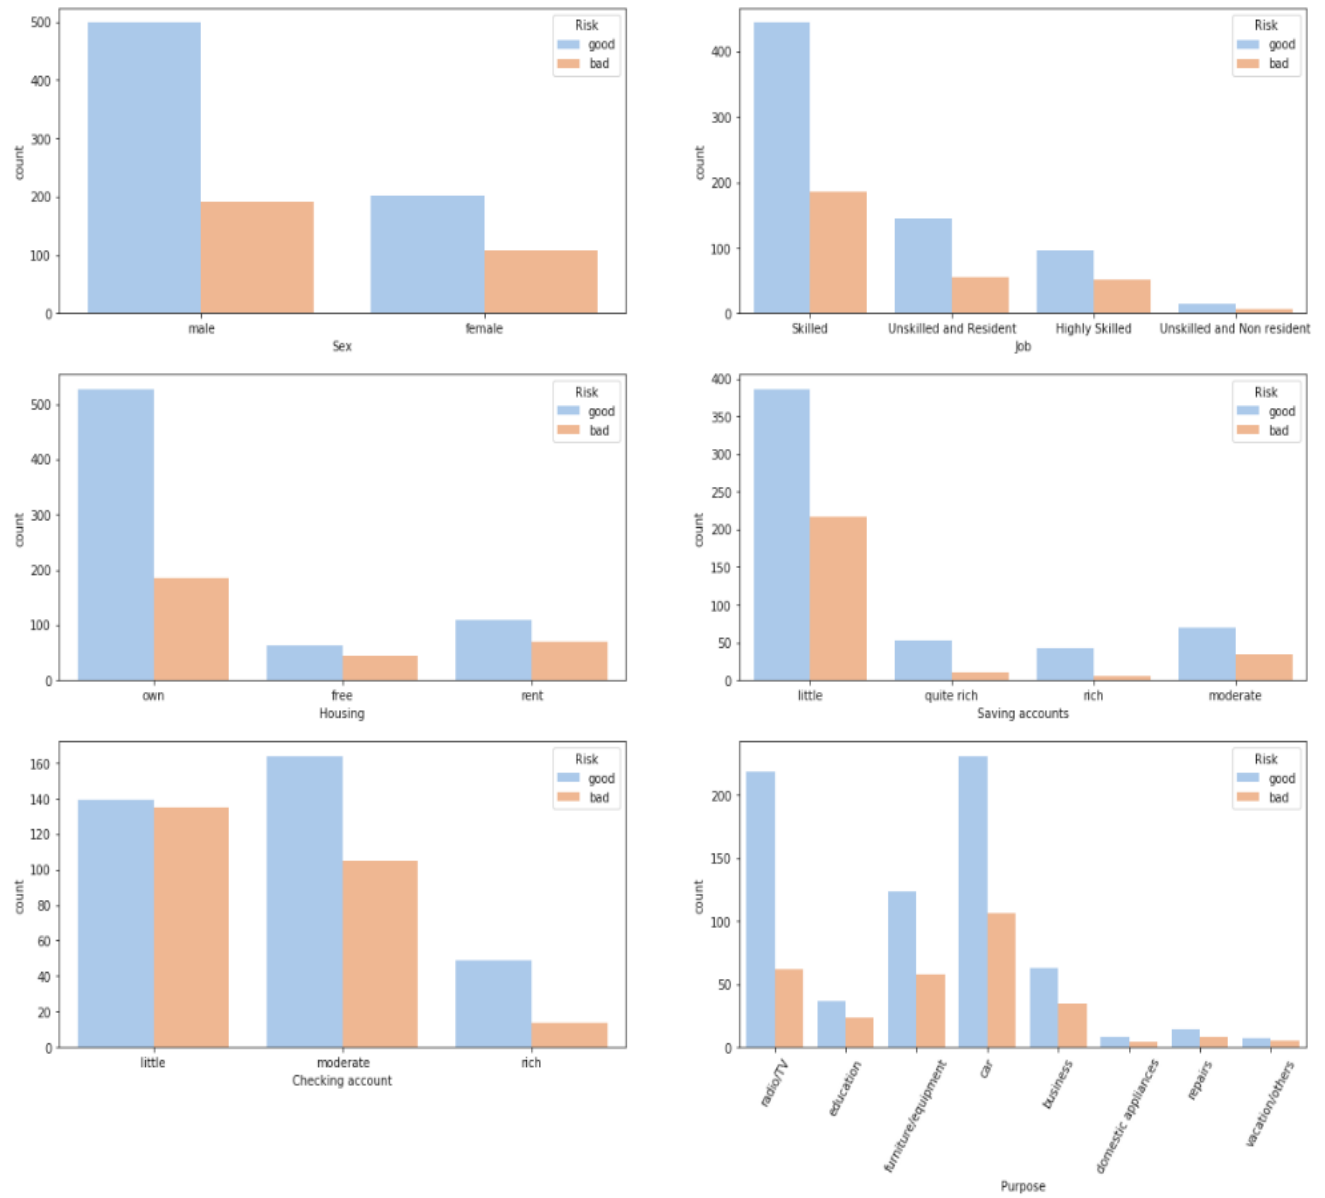 500
400
300
200
100
0
count
Risk
good
bad
male
female
Sex
400
300
200
100
0
count
Risk
good
bad
Skilled
Unskilled and Resident
Highly Skilled
Unskilled and Non resident
Job
500
400
300
200
100
0
count
Risk
good
bad
own
free
rent
Housing
400
350
300
250
200
150
100
50
0
count
Risk
good
bad
little
quite rich
rich
moderate
Saving accounts
160
140
120
100
80
60
40
20
0
count
Risk
good
bad
little
moderate
rich
Checking account
200
150
100
50
0
count
Risk
good
bad
radio/TV
education
furniture/equipment
car
business
domestic appliances
repairs
vacation/others
Purpose